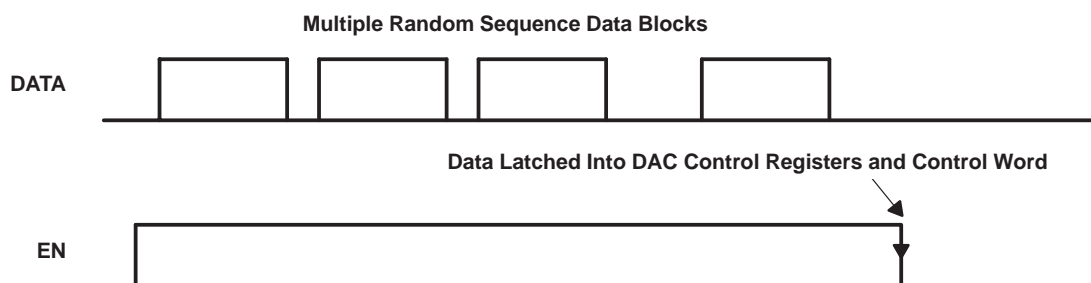 Multiple Random Sequence Data Blocks
DATA
Data Latched Into DAC Control Registers and Control Word
EN